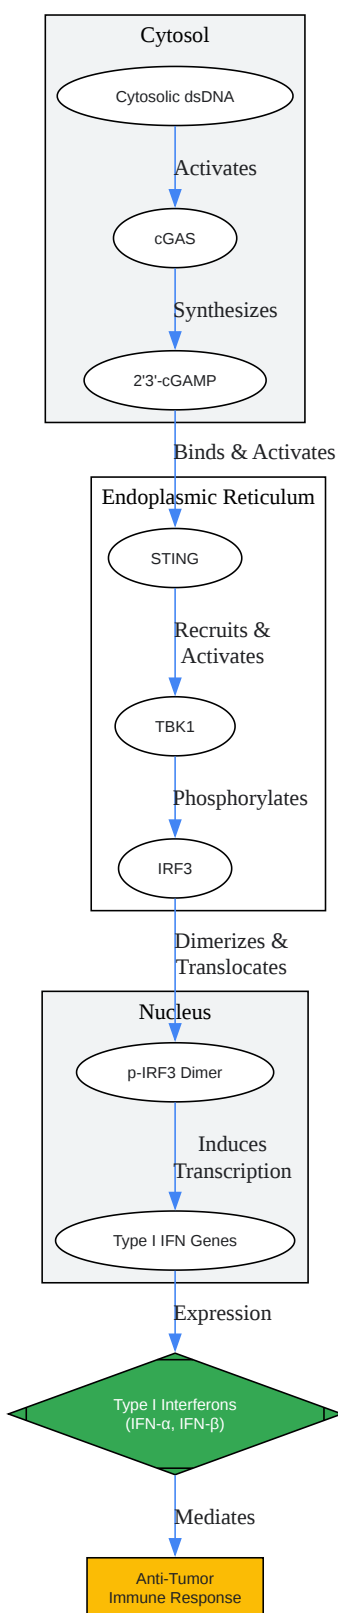 Cytosol
Cytosolic dsDNA
Activates
cGAS
Synthesizes
2'3'-cGAMP
Binds & Activates
Endoplasmic Reticulum
STING
Recruits &
Activates
TBK1
Phosphorylates
IRF3
Dimerizes &
Translocates
Nucleus
p-IRF3 Dimer
Induces
Transcription
Type I IFN Genes
Expression
Type I Interferons
(IFN-α, IFN-β)
Mediates
Anti-Tumor
Immune Response